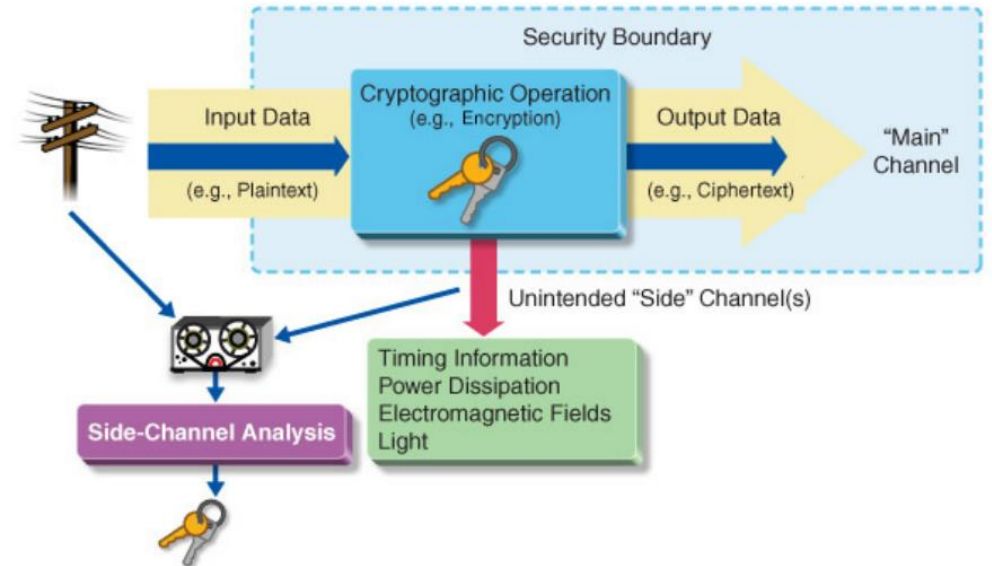 Security Boundary
Input Data
(e.g., Plaintext)
Cryptographic Operation
(e.g., Encryption)
Output Data
(e.g., Ciphertext)
“Main”
Channel
Unintended “Side” Channel(s)
Timing Information
Power Dissipation
Electromagnetic Fields
Light
Side-Channel Analysis